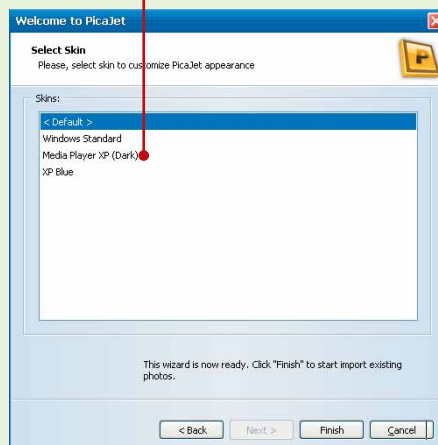 Welcome to PicaJet
Select Skin
Please, select skin to customize PicaJet appearance
P
Skins:
< Default >
Windows Standard
Media Player XP (Dark)
XP Blue
This wizard is now ready. Click "Finish" to start import existing
photos.
< Back Next > Finish Cancel